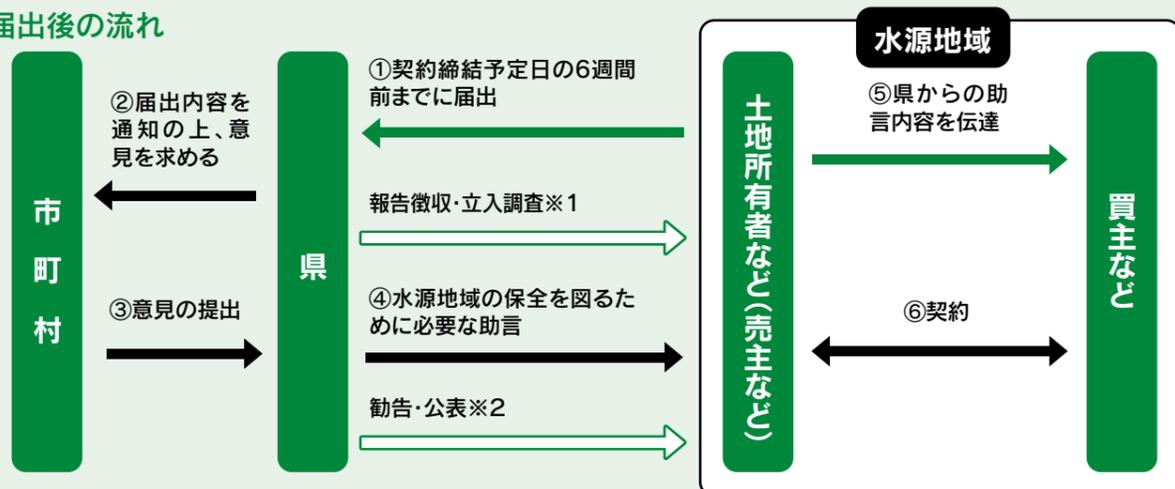 届出後の流れ
水源地域
市町村
②届出内容を
通知の上、意
見を求める
③意見の提出
県
①契約締結予定日の6週間
前までに届出
報告徴収・立入調査※1
④水源地域の保全を図るた
めに必要な助言
勧告・公表※2
土地所有者など(売主など)
⑤県からの助
言内容を伝達
⑥契約
買主など